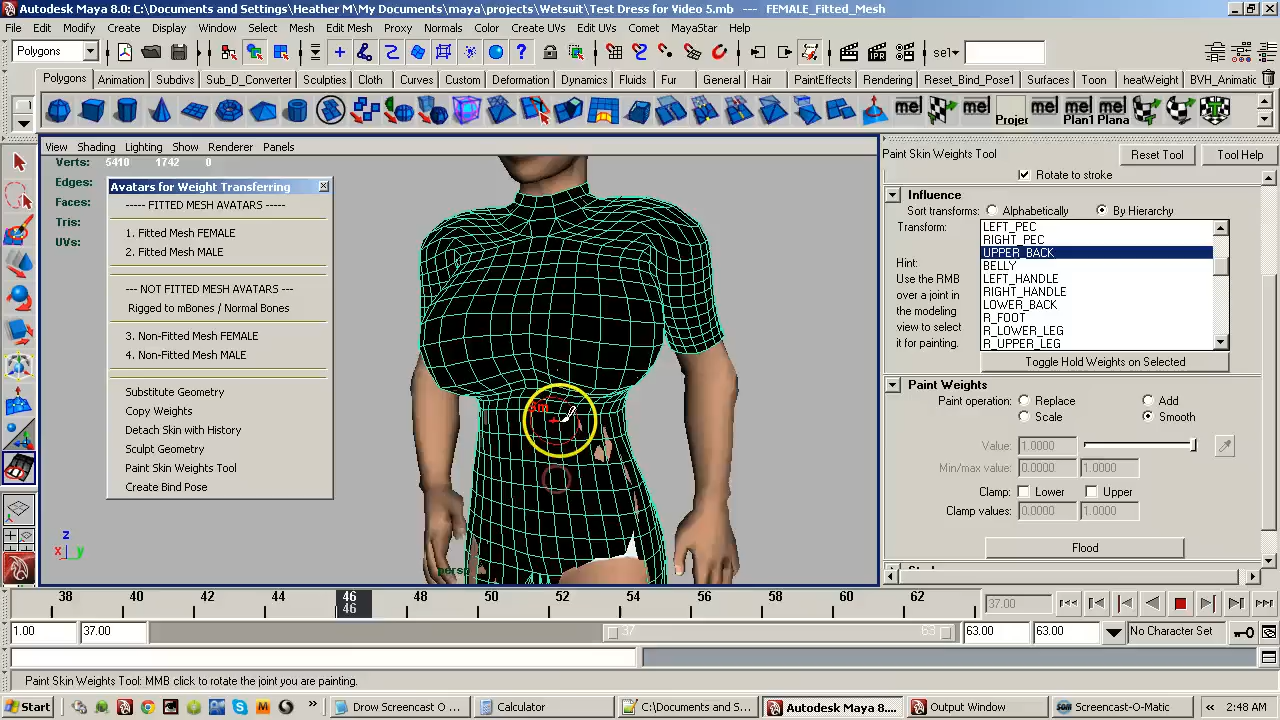 Autodesk Maya 8.0: C:\Documents and Settings\Heather M\My Documents\maya\projects\Wetsuit\Test Dress for Video 5.mb --- FEMALE_Fitted_Mesh
File Edit Modify Create Display Window Select Mesh Edit Mesh Proxy Normals Color Create UVs Edit UVs Muscle MayaStar Help
Polygons
sel
Polygons Animation Subdivs Sub_D_Converter Sculpties Cloth Curves Custom Deformation Dynamics Fluids Fur General Hair PaintEffects Rendering Reset_Bind_Pose1 Surfaces Toon heatWeight BVH_Animatic
mel mel Projec mel mel mel
Plan1 Plana
View Shading Lighting Show Renderer Panels
Verts: 5410 1742 0
Edges:
Faces:
Tris:
UVs:
Avatars for Weight Transferring
----- FITTED MESH AVATARS -----
1. Fitted Mesh FEMALE
2. Fitted Mesh MALE
--- NOT FITTED MESH AVATARS ---
Rigged to mBones / Normal Bones
3. Non-Fitted Mesh FEMALE
4. Non-Fitted Mesh MALE
Substitute Geometry
Copy Weights
Detach Skin with History
Sculpt Geometry
Paint Skin Weights Tool
Create Bind Pose
z
x y
persp
Paint Skin Weights Tool
Reset Tool
Tool Help
Rotate to stroke
Influence
Sort transforms: Alphabetically By Hierarchy
Transform:
LEFT_PEC
RIGHT_PEC
UPPER_BACK
BELLY
LEFT_HANDLE
RIGHT_HANDLE
LOWER_BACK
R_FOOT
R_LOWER_LEG
R_UPPER_LEG
Hint:
Use the RMB
over a joint in
the modeling
view to select
it for painting.
Toggle Hold Weights on Selected
Paint Weights
Paint operation: Replace Add
Scale Smooth
Value: 1.0000
Min/max value: 0.0000 1.0000
Clamp: Lower Upper
Clamp values: 0.0000 1.0000
Flood
38 40 42 44 46 48 50 52 54 56 58 60 62
46
37.00
1.00 37.00 37 63 63.00 63.00 No Character Set
Paint Skin Weights Tool: MMB click to rotate the joint you are painting.
Start
Drow Screencast O ...
Calculator
C:\Documents and S...
Autodesk Maya 8....
Output Window
Screencast-O-Matic
2:48 AM